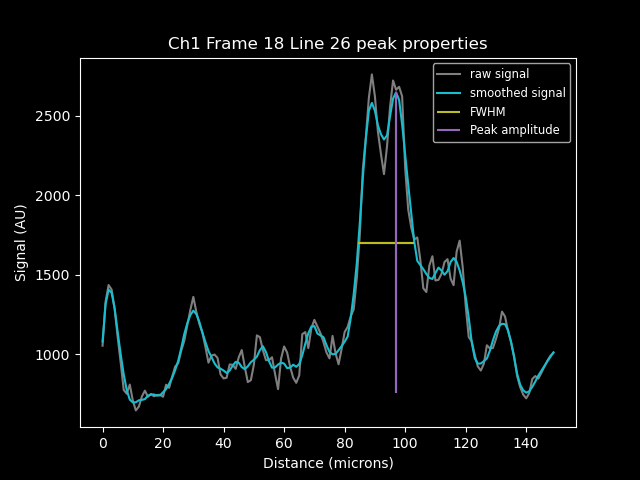 Ch1 Frame 18 Line 26 peak properties
raw signal
smoothed signal
FWHM
Peak amplitude
2500
2000
1500
1000
Signal (AU)
0 20 40 60 80 100 120 140
Distance (microns)